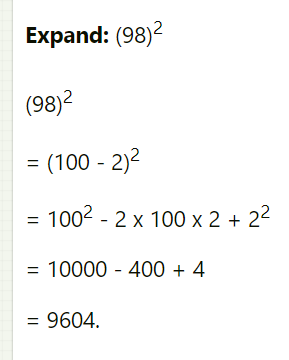 Expand: (98)²
(98)²
= (100 - 2)²
= 100² - 2 x 100 x 2 + 2²
= 10000 - 400 + 4
= 9604.